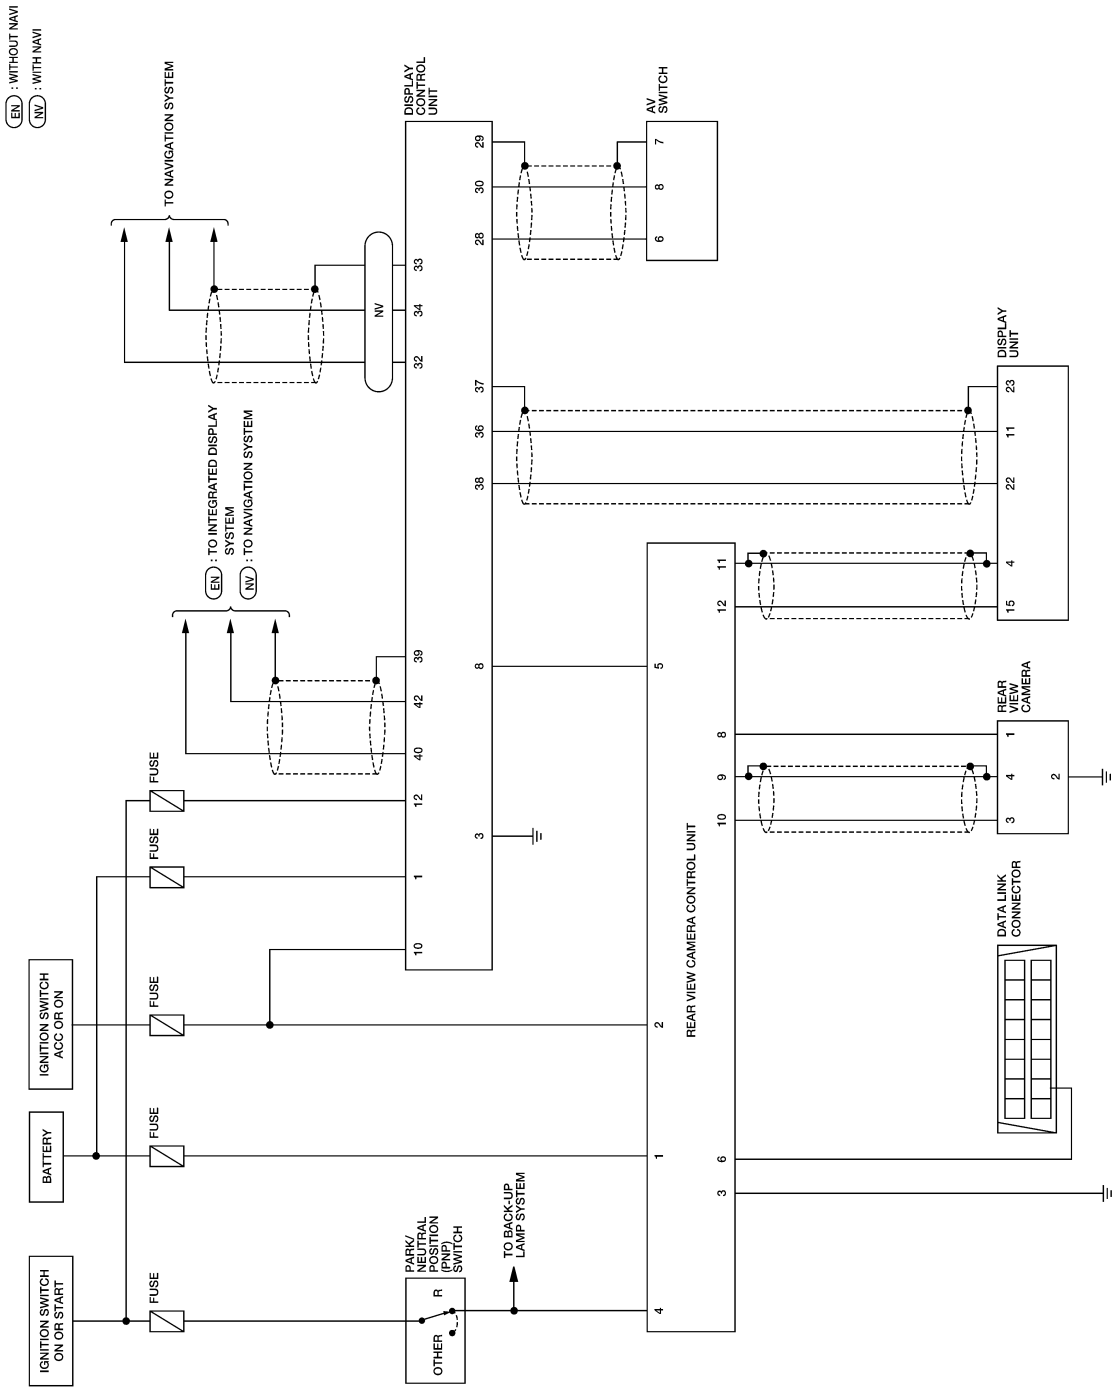 IGNITION SWITCH
ON OR START
BATTERY
IGNITION SWITCH
ACC OR ON
EN : WITHOUT NAVI
NV : WITH NAVI
FUSE
FUSE
FUSE
FUSE
FUSE
EN : TO INTEGRATED DISPLAY
SYSTEM
NV : TO NAVIGATION SYSTEM
TO NAVIGATION SYSTEM
NV
PARK/
NEUTRAL
POSITION
(PNP)
SWITCH
OTHER
R
TO BACK-UP
LAMP SYSTEM
DISPLAY
CONTROL
UNIT
10
1
12
40
42
39
32
34
33
3
8
38
36
37
28
30
29
AV
SWITCH
6
8
7
REAR VIEW CAMERA CONTROL UNIT
4
1
2
5
3
6
10
9
8
12
11
DATA LINK
CONNECTOR
REAR
VIEW
CAMERA
3
4
1
2
DISPLAY
UNIT
15
4
22
11
23